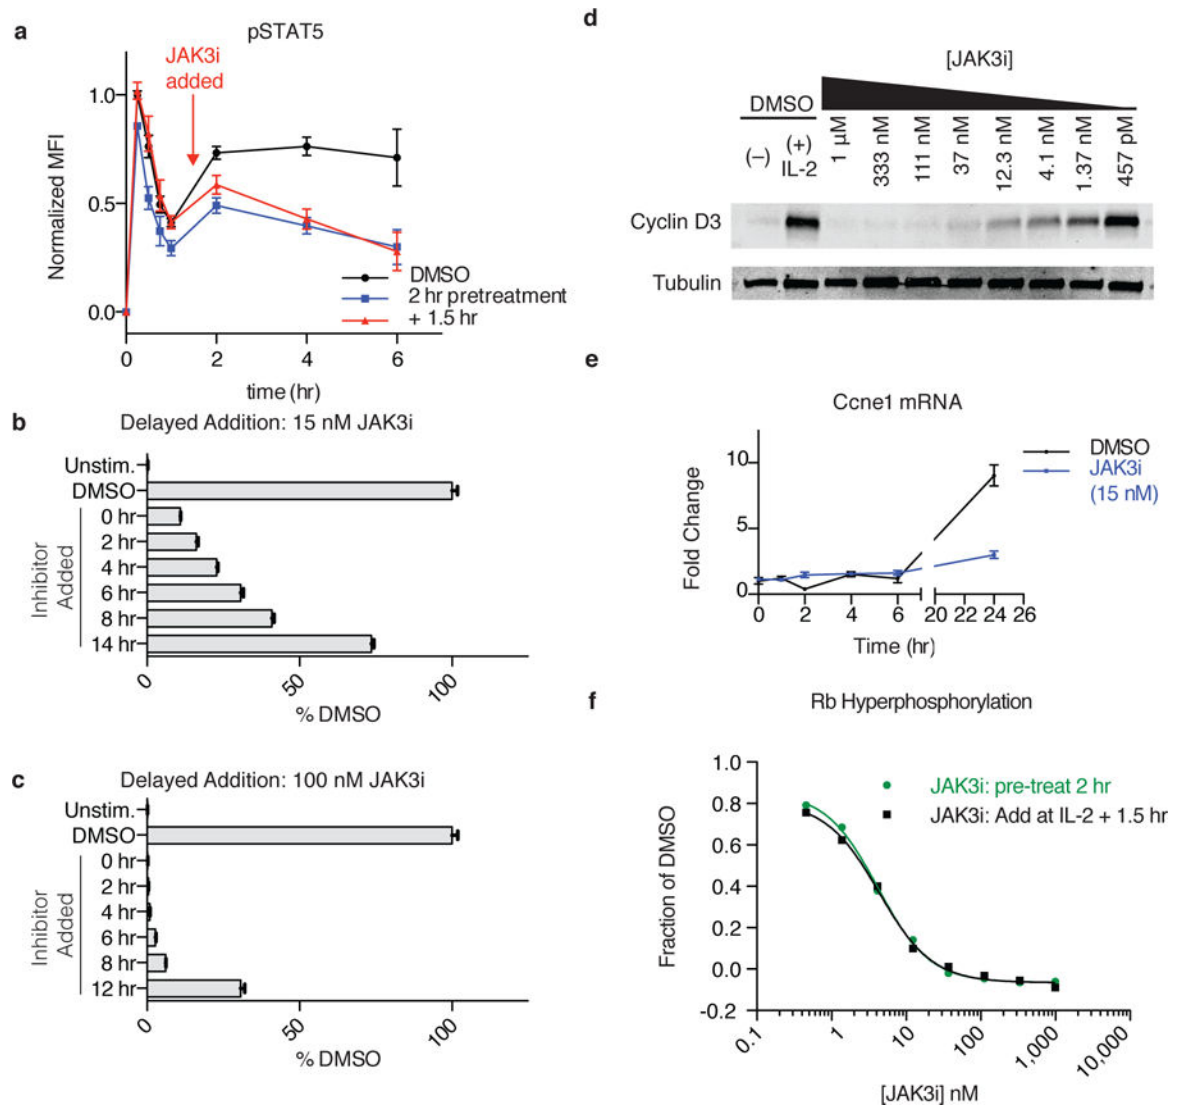 a
pSTAT5
JAK3i
added
Normalized MFI
1.0
0.5
0.0
DMSO
2 hr pretreatment
+ 1.5 hr
0 2 4 6
time (hr)
b
Delayed Addition: 15 nM JAK3i
Unstim.
DMSO
Inhibitor
Added
0 hr
2 hr
4 hr
6 hr
8 hr
14 hr
0 50 100
% DMSO
c
Delayed Addition: 100 nM JAK3i
Unstim.
DMSO
Inhibitor
Added
0 hr
2 hr
4 hr
6 hr
8 hr
12 hr
0 50 100
% DMSO
d
[JAK3i]
DMSO
(–)
(+)
IL-2
1 µM
333 nM
111 nM
37 nM
12.3 nM
4.1 nM
1.37 nM
457 pM
Cyclin D3
Tubulin
e
Ccne1 mRNA
Fold Change
10
5
0
DMSO
JAK3i
(15 nM)
0 2 4 6 20 22 24 26
Time (hr)
f
Rb Hyperphosphorylation
Fraction of DMSO
1.0
0.8
0.6
0.4
0.2
0.0
-0.2
JAK3i: pre-treat 2 hr
JAK3i: Add at IL-2 + 1.5 hr
0.1 1 10 100 1,000 10,000
[JAK3i] nM